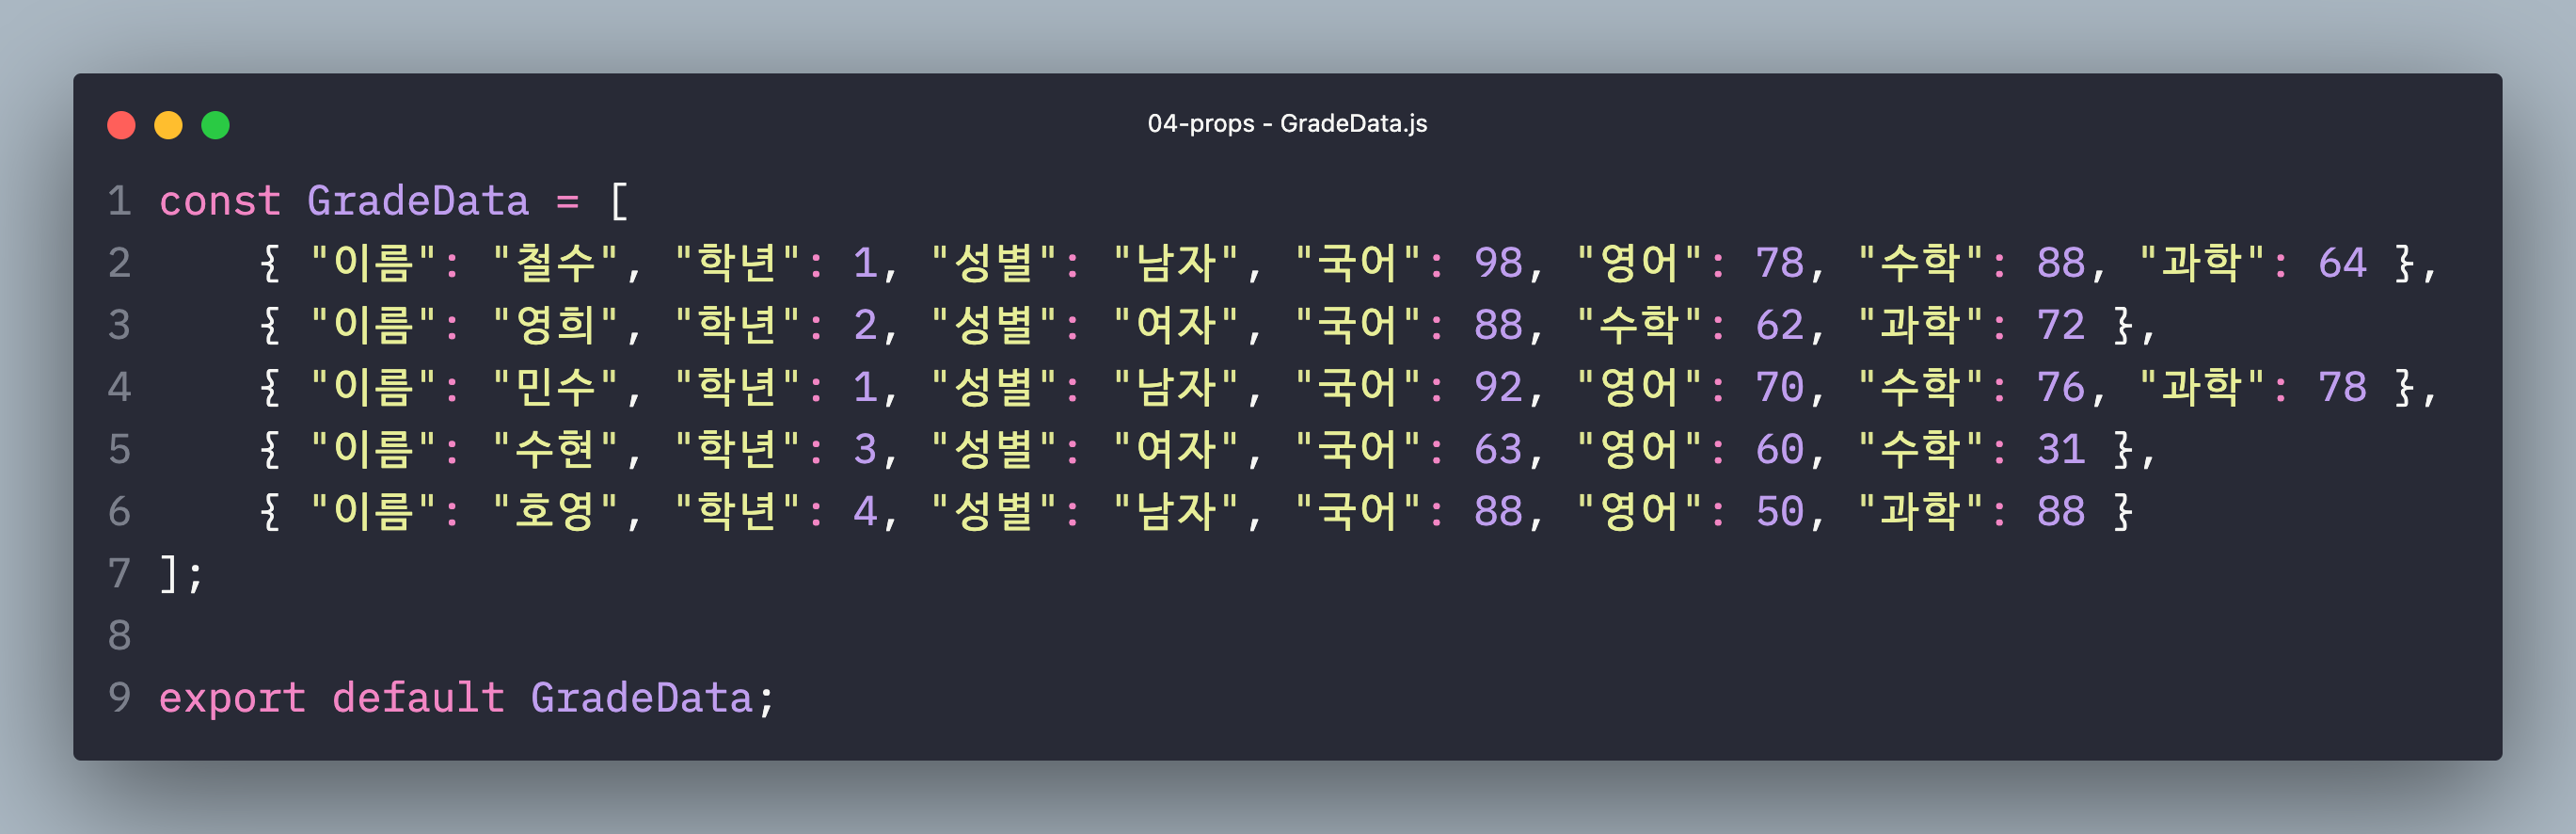 04-props - GradeData.js
1 const GradeData = [
2     { "이름": "철수", "학년": 1, "성별": "남자", "국어": 98, "영어": 78, "수학": 88, "과학": 64 },
3     { "이름": "영희", "학년": 2, "성별": "여자", "국어": 88, "수학": 62, "과학": 72 },
4     { "이름": "민수", "학년": 1, "성별": "남자", "국어": 92, "영어": 70, "수학": 76, "과학": 78 },
5     { "이름": "수현", "학년": 3, "성별": "여자", "국어": 63, "영어": 60, "수학": 31 },
6     { "이름": "호영", "학년": 4, "성별": "남자", "국어": 88, "영어": 50, "과학": 88 }
7 ];
8
9 export default GradeData;